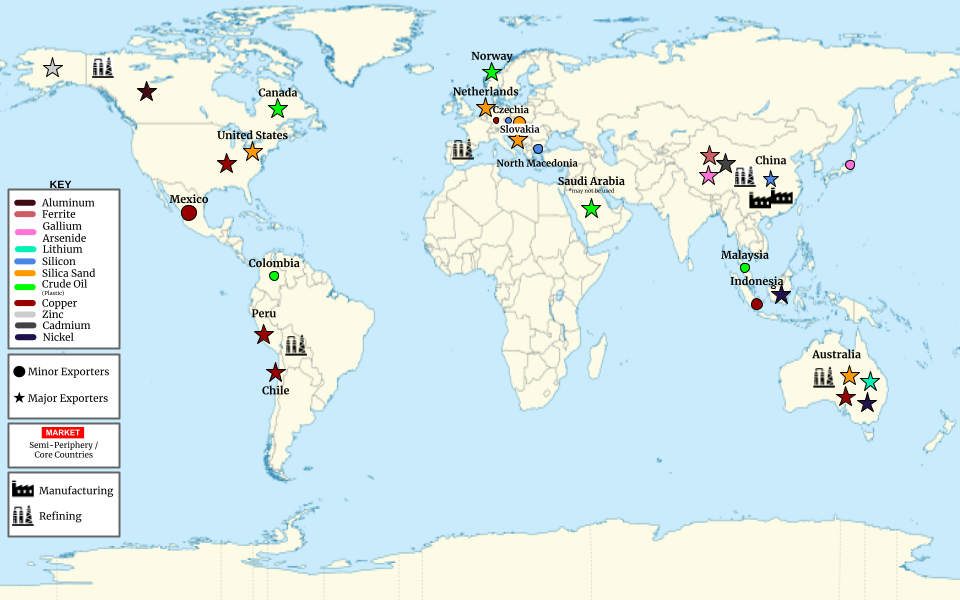 Norway
Netherlands
Canada
Czechia
Slovakia
United States
North Macedonia
China
Saudi Arabia
*may not be used
KEY
Mexico
Aluminum
Ferrite
Gallium
Arsenide
Lithium
Silicon
Silica Sand
Crude Oil
(Plastic)
Copper
Zinc
Cadmium
Nickel
Colombia
Malaysia
Indonesia
Peru
Australia
Chile
Minor Exporters
Major Exporters
MARKET
Semi-Periphery /
Core Countries
Manufacturing
Refining